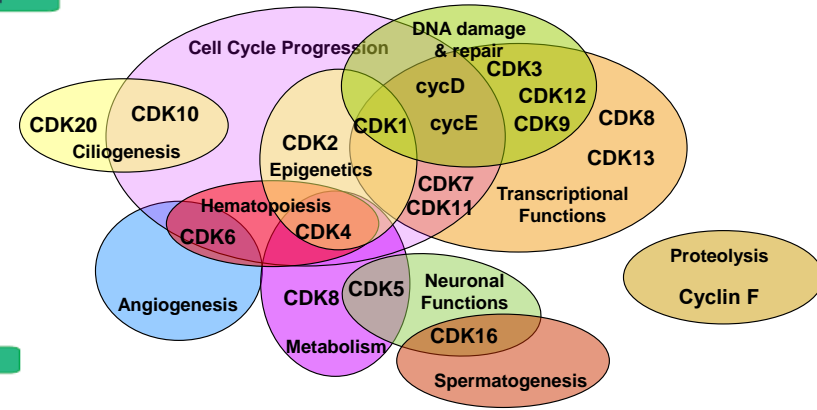 DNA damage
& repair
Cell Cycle Progression
CDK3
cycD
CDK12
CDK10
CDK20
CDK1
cycE
CDK9
CDK8
CDK2
Ciliogenesis
CDK13
Epigenetics
CDK7
Transcriptional
Functions
Hematopoiesis
CDK11
CDK6
CDK4
Proteolysis
Neuronal
Functions
CDK5
CDK8
Cyclin F
Angiogenesis
CDK16
Metabolism
Spermatogenesis